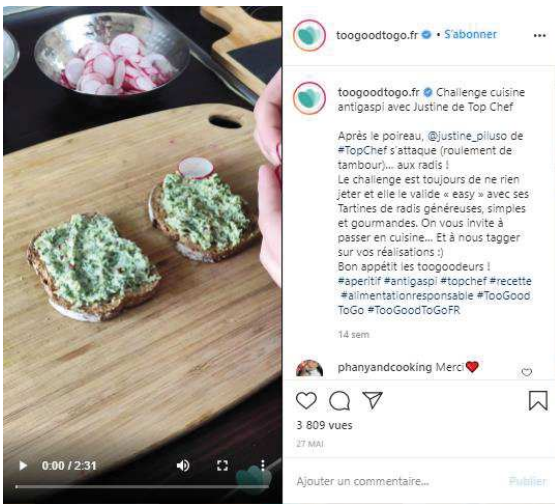 toogoodtogo.fr • S'abonner
toogoodtogo.fr Challenge cuisine
antigaspi avec Justine de Top Chef
Après le poireau, @justine_piluso de
#TopChef s'attaque (roulement de
tambour)... aux radis !
Le challenge est toujours de ne rien
jeter et elle le valide « easy » avec ses
Tartines de radis généreuses, simples
et gourmandes. On vous invite à
passer en cuisine... Et à nous tagger
sur vos réalisations :)
Bon appétit les toogoodeurs !
#aperitif #antigaspi #topchef #recette
#alimentationresponsable #TooGood
ToGo #TooGoodToGoFR
14 sem
phanyandcooking Merci❤️
3 809 vues
27 MAI
Ajouter un commentaire... Publier
0:00 / 2:31